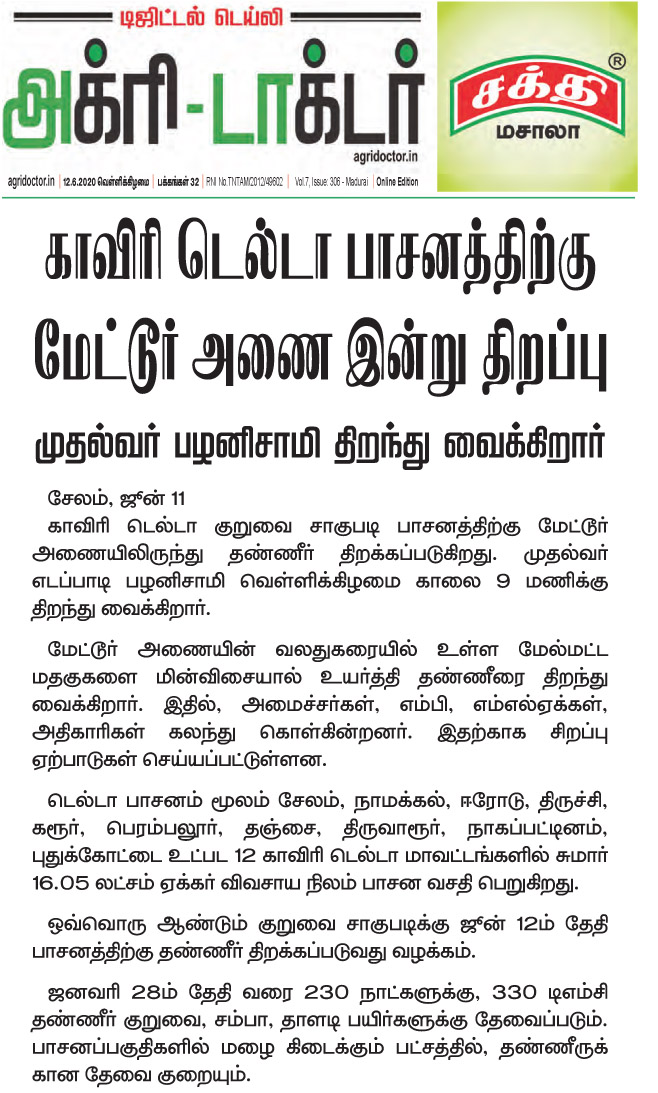 டிஜிட்டல் டெய்லி
அக்ரி-டாக்டர்
agridoctor.in
சக்தி ®
மசாலா
agridoctor.in | 12.6.2020 வெள்ளிக்கிழமை | பக்கங்கள் 32 | RNI No.TNTAM/2012/49602 | Vol.7, Issue: 306 - Madurai | Online Edition
காவிரி டெல்டா பாசனத்திற்கு
மேட்டூர் அணை இன்று திறப்பு
முதல்வர் பழனிசாமி திறந்து வைக்கிறார்
சேலம், ஜூன் 11
காவிரி டெல்டா குறுவை சாகுபடி பாசனத்திற்கு மேட்டூர்
அணையிலிருந்து தண்ணீர் திறக்கப்படுகிறது. முதல்வர்
எடப்பாடி பழனிசாமி வெள்ளிக்கிழமை காலை 9 மணிக்கு
திறந்து வைக்கிறார்.
மேட்டூர் அணையின் வலதுகரையில் உள்ள மேல்மட்ட
மதகுகளை மின்விசையால் உயர்த்தி தண்ணீரை திறந்து
வைக்கிறார். இதில், அமைச்சர்கள், எம்பி, எம்எல்ஏக்கள்,
அதிகாரிகள் கலந்து கொள்கின்றனர். இதற்காக சிறப்பு
ஏற்பாடுகள் செய்யப்பட்டுள்ளன.
டெல்டா பாசனம் மூலம் சேலம், நாமக்கல், ஈரோடு, திருச்சி,
கரூர், பெரம்பலூர், தஞ்சை, திருவாரூர், நாகப்பட்டினம்,
புதுக்கோட்டை உட்பட 12 காவிரி டெல்டா மாவட்டங்களில் சுமார்
16.05 லட்சம் ஏக்கர் விவசாய நிலம் பாசன வசதி பெறுகிறது.
ஒவ்வொரு ஆண்டும் குறுவை சாகுபடிக்கு ஜூன் 12ம் தேதி
பாசனத்திற்கு தண்ணீர் திறக்கப்படுவது வழக்கம்.
ஜனவரி 28ம் தேதி வரை 230 நாட்களுக்கு, 330 டிஎம்சி
தண்ணீர் குறுவை, சம்பா, தாளடி பயிர்களுக்கு தேவைப்படும்.
பாசனப்பகுதிகளில் மழை கிடைக்கும் பட்சத்தில், தண்ணீருக்
கான தேவை குறையும்.